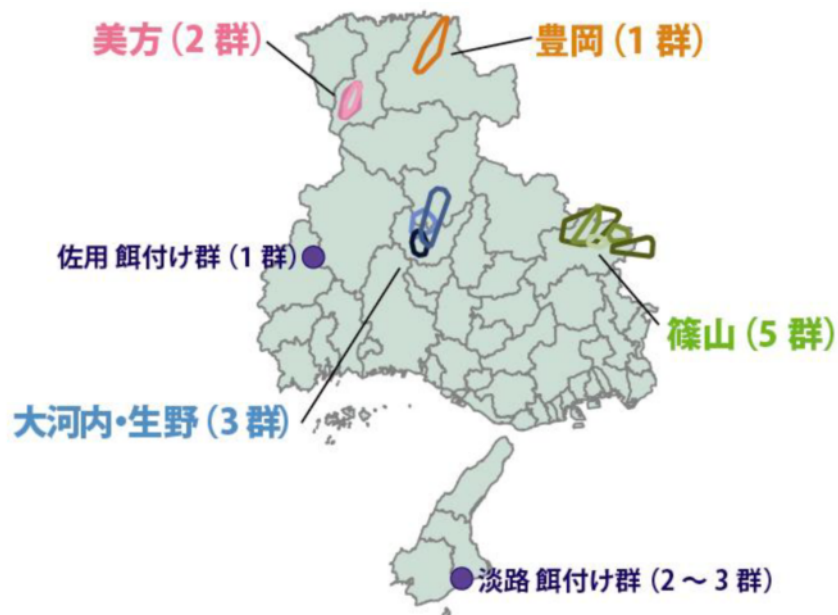 美方（2 群）
豊岡（1 群）
佐用 餌付け群（1 群）
篠山（5 群）
大河内・生野（3 群）
淡路 餌付け群（2 ～ 3 群）